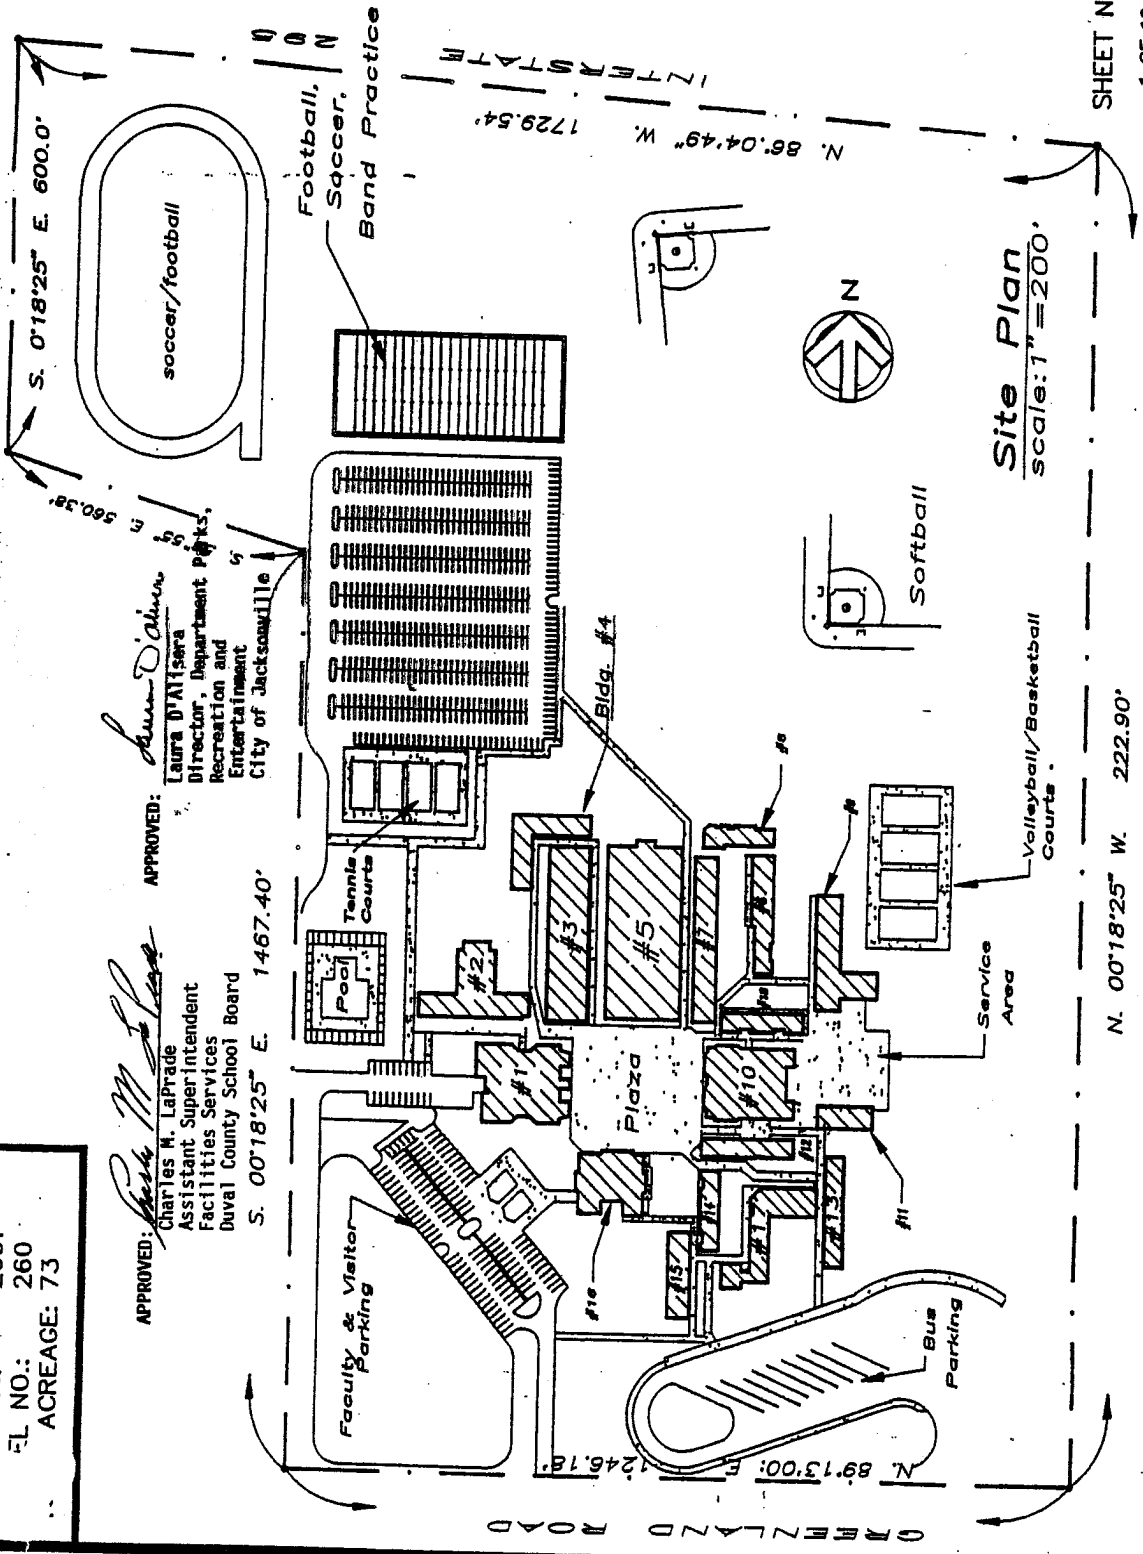 EL NO.: 260
ACREAGE: 73
APPROVED:
Charles M. LaPrade
Assistant Superintendent
Facilities Services
Duval County School Board
APPROVED:
Laura D'Alisera
Director, Department Parks,
Recreation and
Entertainment
City of Jacksonville
S. 0°18'25" E. 600.0'
S. 55' E. 560.38'
S. 00°18'25" E. 1467.40'
N. 86°04'49" W. 1729.54'
INTERSTATE
soccer/football
Football,
Soccer,
Band Practice
Tennis
Courts
Pool
Bldg. #4
#2
#3
#5
#7
#6
#8
#9
#1
Plaza
#10
#18
#12
#11
#13
#14
#15
#16
#17
Faculty & Visitor
Parking
Bus
Parking
Service
Area
Volleyball/Basketball
Courts.
Softball
N
Site Plan
scale: 1"=200'
N. 89°13'00: E 1246.18'
GREENLAND ROAD
N. 00°18'25" W. 222.90'
SHEET N